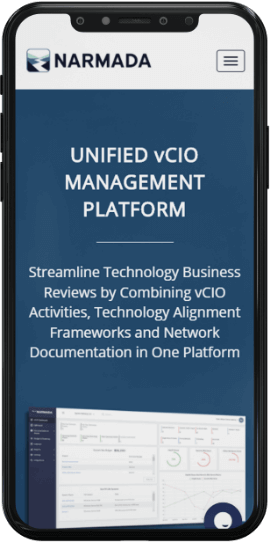 NARMADA
UNIFIED vCIO
MANAGEMENT
PLATFORM
Streamline Technology Business
Reviews by Combining vCIO
Activities, Technology Alignment
Frameworks and Network
Documentation in One Platform